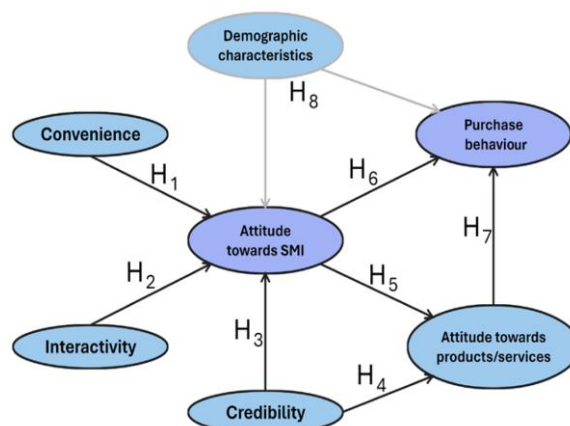 Demographic
characteristics
H8
Convenience
Purchase
behaviour
H1
H6
Attitude
towards SMI
H7
H2
H5
Interactivity
H3
Attitude towards
products/services
H4
Credibility